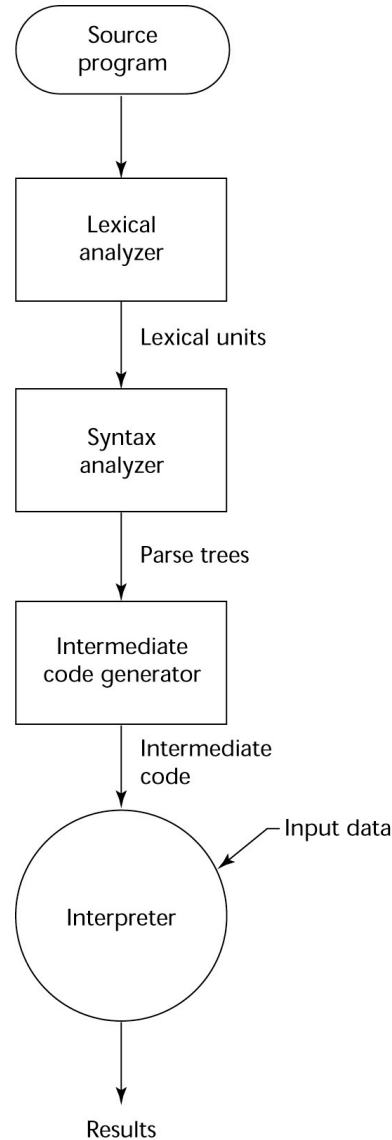 Source
program
Lexical
analyzer
Lexical units
Syntax
analyzer
Parse trees
Intermediate
code generator
Intermediate
code
Input data
Interpreter
Results